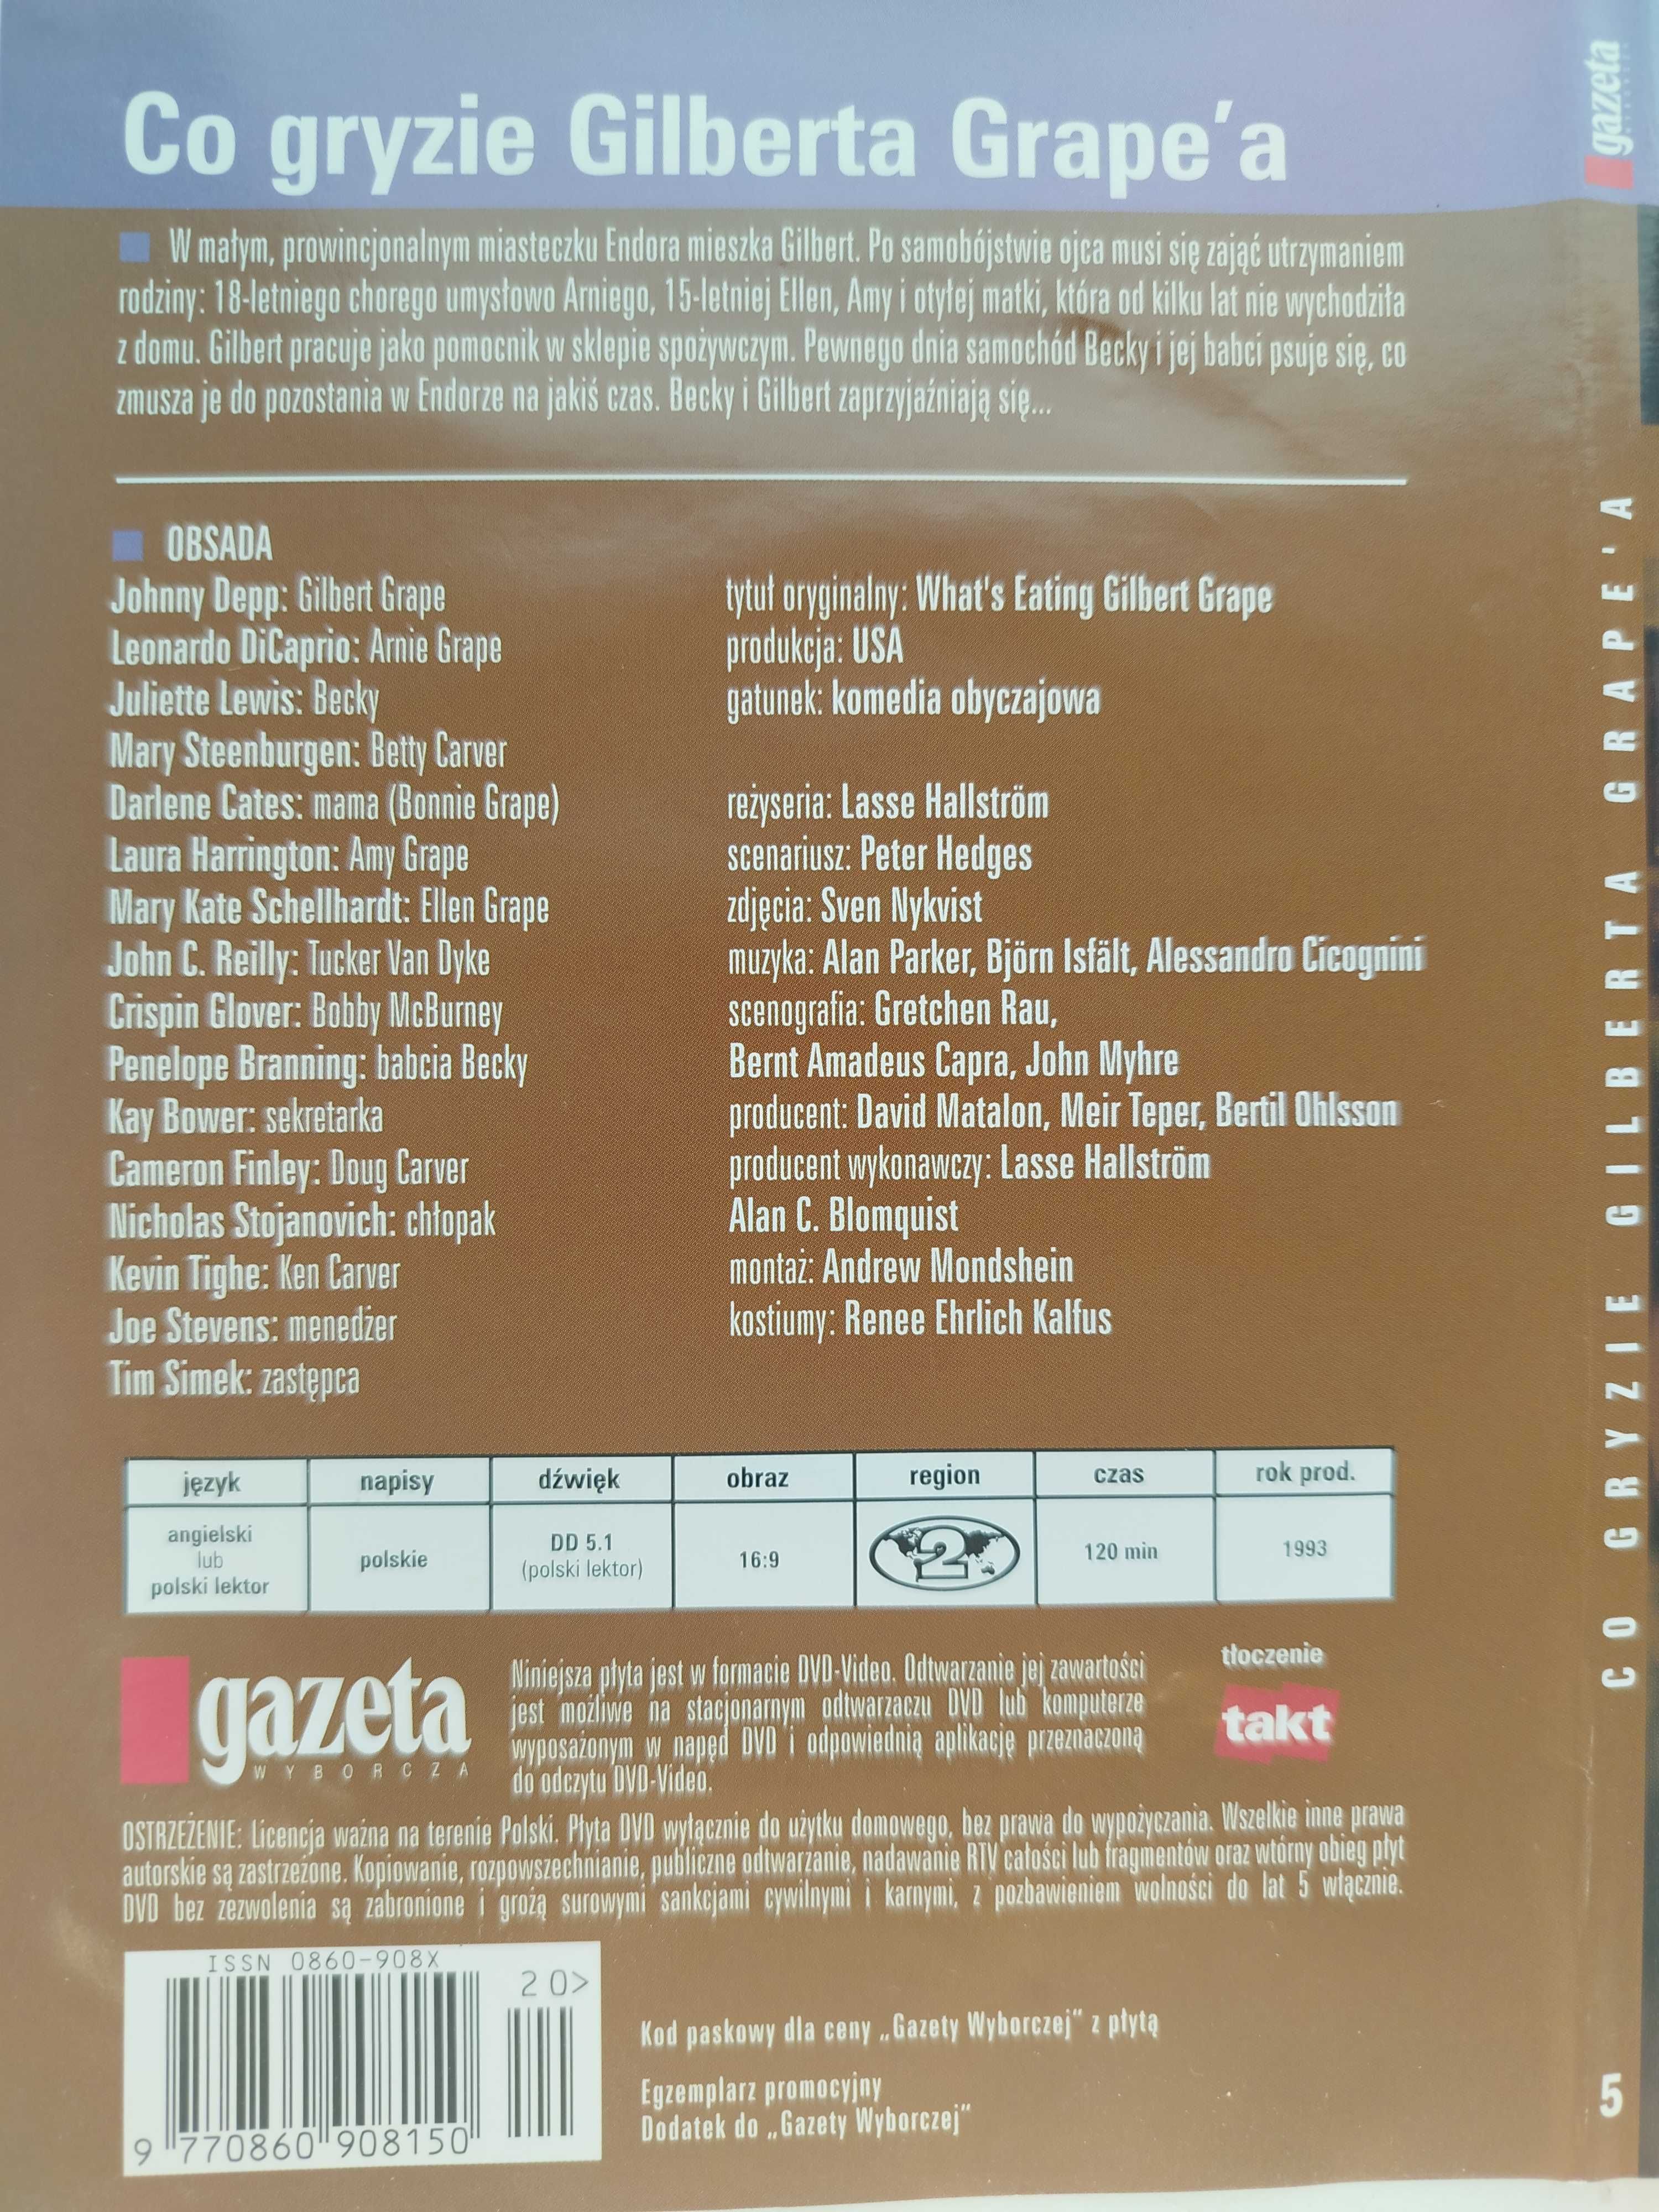 Co gryzie Gilberta Grape'a
W małym, prowincjonalnym miasteczku Endora mieszka Gilbert. Po samobójstwie ojca musi się zająć utrzymaniem
rodziny: 18-letniego chorego umysłowo Arniego, 15-letniej Ellen, Amy i otyłej matki, która od kilku lat nie wychodziła
z domu. Gilbert pracuje jako pomocnik w sklepie spożywczym. Pewnego dnia samochód Becky i jej babci psuje się, co
zmusza je do pozostania w Endorze na jakiś czas. Becky i Gilbert zaprzyjaźniają się...
OBSADA
Johnny Depp: Gilbert Grape
Leonardo DiCaprio: Arnie Grape
Juliette Lewis: Becky
Mary Steenburgen: Betty Carver
Darlene Cates: mama (Bonnie Grape)
Laura Harrington: Amy Grape
Mary Kate Schellhardt: Ellen Grape
John C. Reilly: Tucker Van Dyke
Crispin Glover: Bobby McBurney
Penelope Branning: babcia Becky
Kay Bower: sekretarka
Cameron Finley: Doug Carver
Nicholas Stojanovich: chłopak
Kevin Tighe: Ken Carver
Joe Stevens: menedżer
Tim Simek: zastępca
tytuł oryginalny: What's Eating Gilbert Grape
produkcja: USA
gatunek: komedia obyczajowa
reżyseria: Lasse Hallström
scenariusz: Peter Hedges
zdjęcia: Sven Nykvist
muzyka: Alan Parker, Björn Isfält, Alessandro Cicognini
scenografia: Gretchen Rau,
Bernt Amadeus Capra, John Myhre
producent: David Matalon, Meir Teper, Bertil Ohlsson
producent wykonawczy: Lasse Hallström
Alan C. Blomquist
montaż: Andrew Mondshein
kostiumy: Renee Ehrlich Kalfus
język napisy dźwięk obraz region czas rok prod.
angielski
lub
polski lektor
polskie
DD 5.1
(polski lektor)
16:9
2
120 min
1993
gazeta
WYBORCZA
Niniejsza płyta jest w formacie DVD-Video. Odtwarzanie jej zawartości
jest możliwe na stacjonarnym odtwarzaczu DVD lub komputerze
wyposażonym w napęd DVD i odpowiednią aplikację przeznaczoną
do odczytu DVD-Video.
tłoczenie
takt
OSTRZEŻENIE: Licencja ważna na terenie Polski. Płyta DVD wyłącznie do użytku domowego, bez prawa do wypożyczania. Wszelkie inne prawa
autorskie są zastrzeżone. Kopiowanie, rozpowszechnianie, publiczne odtwarzanie, nadawanie RTV całości lub fragmentów oraz wtórny obieg płyt
DVD bez zezwolenia są zabronione i grożą surowymi sankcjami cywilnymi i karnymi, z pozbawieniem wolności do lat 5 włącznie.
ISSN 0860-908X
20>
9 770860 908150
Kod paskowy dla ceny „Gazety Wyborczej" z płytą
Egzemplarz promocyjny
Dodatek do „Gazety Wyborczej"
gazeta
CO GRYZIE GILBERTA GRAPE'A
5